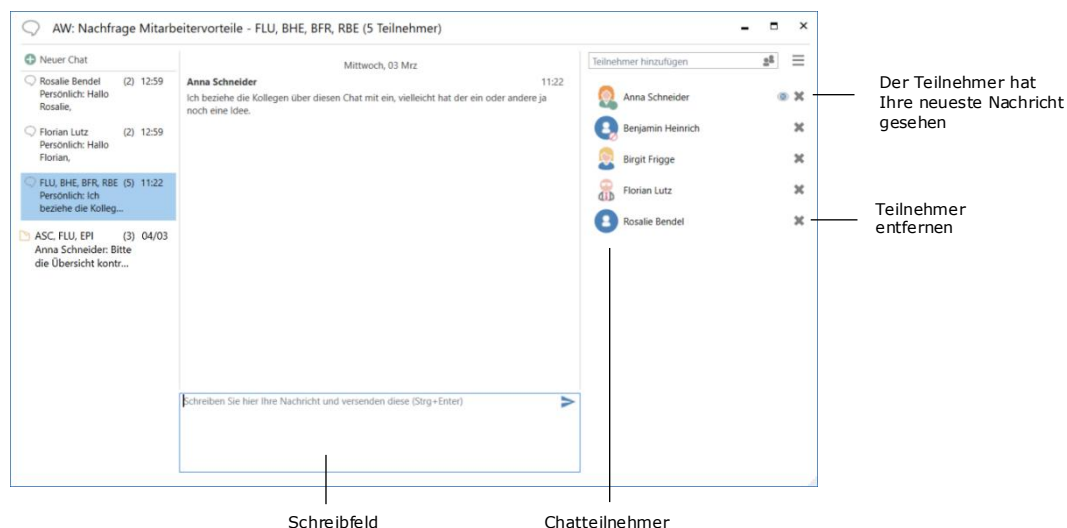 AW: Nachfrage Mitarbeitervorteile - FLU, BHE, BFR, RBE (5 Teilnehmer)
Neuer Chat
Rosalie Bendel (2) 12:59
Persönlich: Hallo
Rosalie,
Florian Lutz (2) 12:59
Persönlich: Hallo
Florian,
FLU, BHE, BFR, RBE (5) 11:22
Persönlich: Ich
beziehe die Kolleg...
ASC, FLU, EPI (3) 04/03
Anna Schneider: Bitte
die Übersicht kontr...
Mittwoch, 03 Mrz
Anna Schneider 11:22
Ich beziehe die Kollegen über diesen Chat mit ein, vielleicht hat der ein oder andere ja
noch eine Idee.
Schreiben Sie hier Ihre Nachricht und versenden diese (Strg+Enter)
Teilnehmer hinzufügen
Anna Schneider
Benjamin Heinrich
Birgit Frigge
Florian Lutz
Rosalie Bendel
Der Teilnehmer hat
Ihre neueste Nachricht
gesehen
Teilnehmer
entfernen
Schreibfeld
Chatteilnehmer